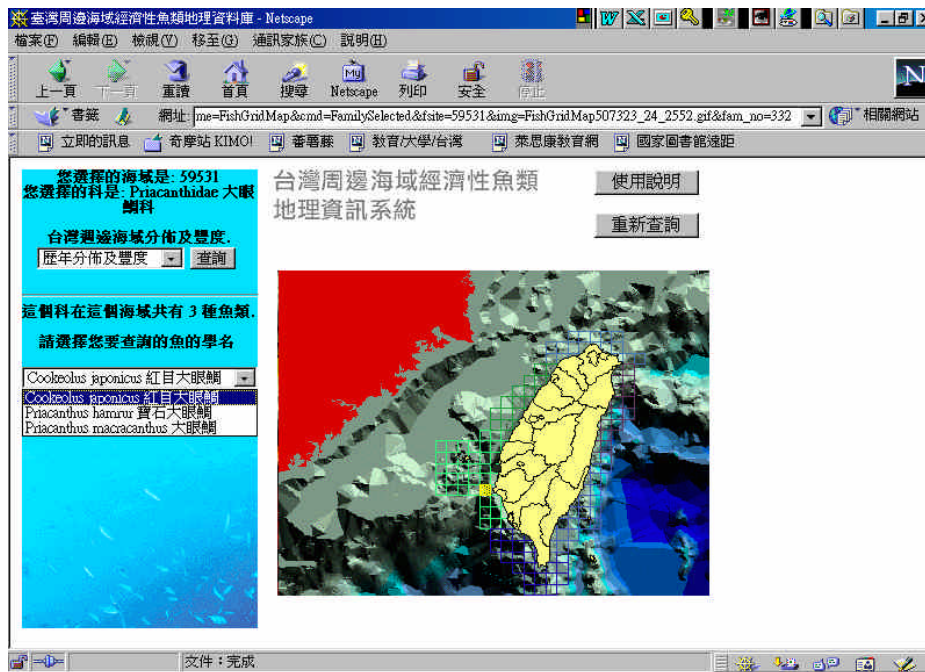 臺灣周邊海域經濟性魚類地理資料庫 - Netscape
檔案(F) 編輯(E) 檢視(V) 移至(G) 通訊家族(C) 說明(H)
上一頁 下一頁 重讀 首頁 搜尋 Netscape 列印 安全 停止
書籤 網址: me=FishGridMap&cmd=FamilySelected&fsite=59531&img=FishGridMap507323_24_2552.gif&fam_no=332 相關網站
立即的訊息 奇摩站 KIMO! 蕃薯藤 教育/大學/台灣 萊思康教育網 國家圖書館遠距
您選擇的海域是: 59531
您選擇的科是: Priacanthidae 大眼
鯛科
台灣週邊海域分佈及豐度.
歷年分佈及豐度 查詢
這個科在這個海域共有 3 種魚類.
請選擇您要查詢的魚的學名
Cookeolus japonicus 紅目大眼鯛
Cookeolus japonicus 紅目大眼鯛
Priacanthus hamrur 寶石大眼鯛
Priacanthus macracanthus 大眼鯛
台灣周邊海域經濟性魚類
地理資訊系統
使用說明
重新查詢
文件：完成